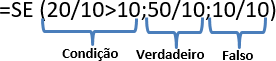 =SE (20/10>10;50/10;10/10)
Condição Verdadeiro Falso